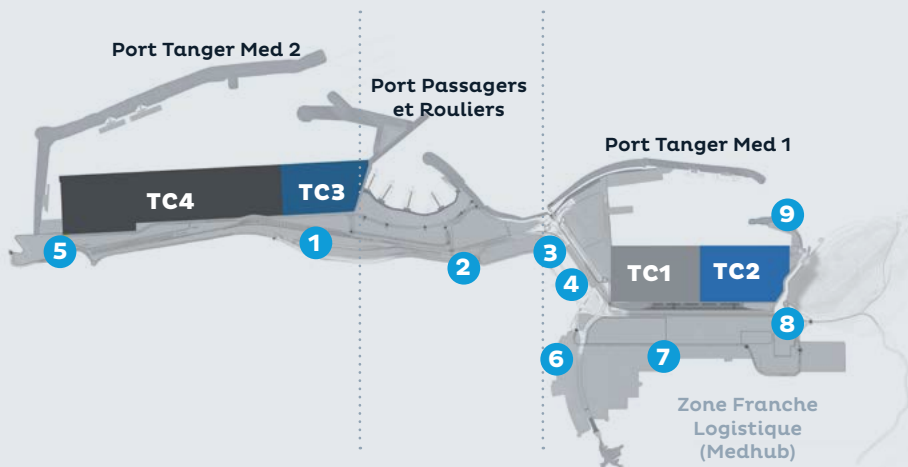 Port Tanger Med 2
Port Passagers
et Rouliers
Port Tanger Med 1
TC4
TC3
TC1
TC2
1
2
3
4
5
6
7
8
9
Zone Franche
Logistique
(Medhub)